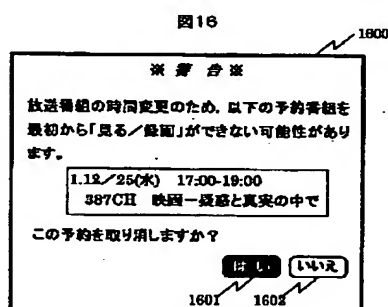 図16
1600
※ 警 告 ※
放送番組の時間変更のため、以下の予約番組を
最初から「見る／録画」ができない可能性があり
ます。
1.12／25(水) 17:00-19:00
387CH 映画－疑惑と真実の中で
この予約を取り消しますか？
はい いいえ
1601 1602